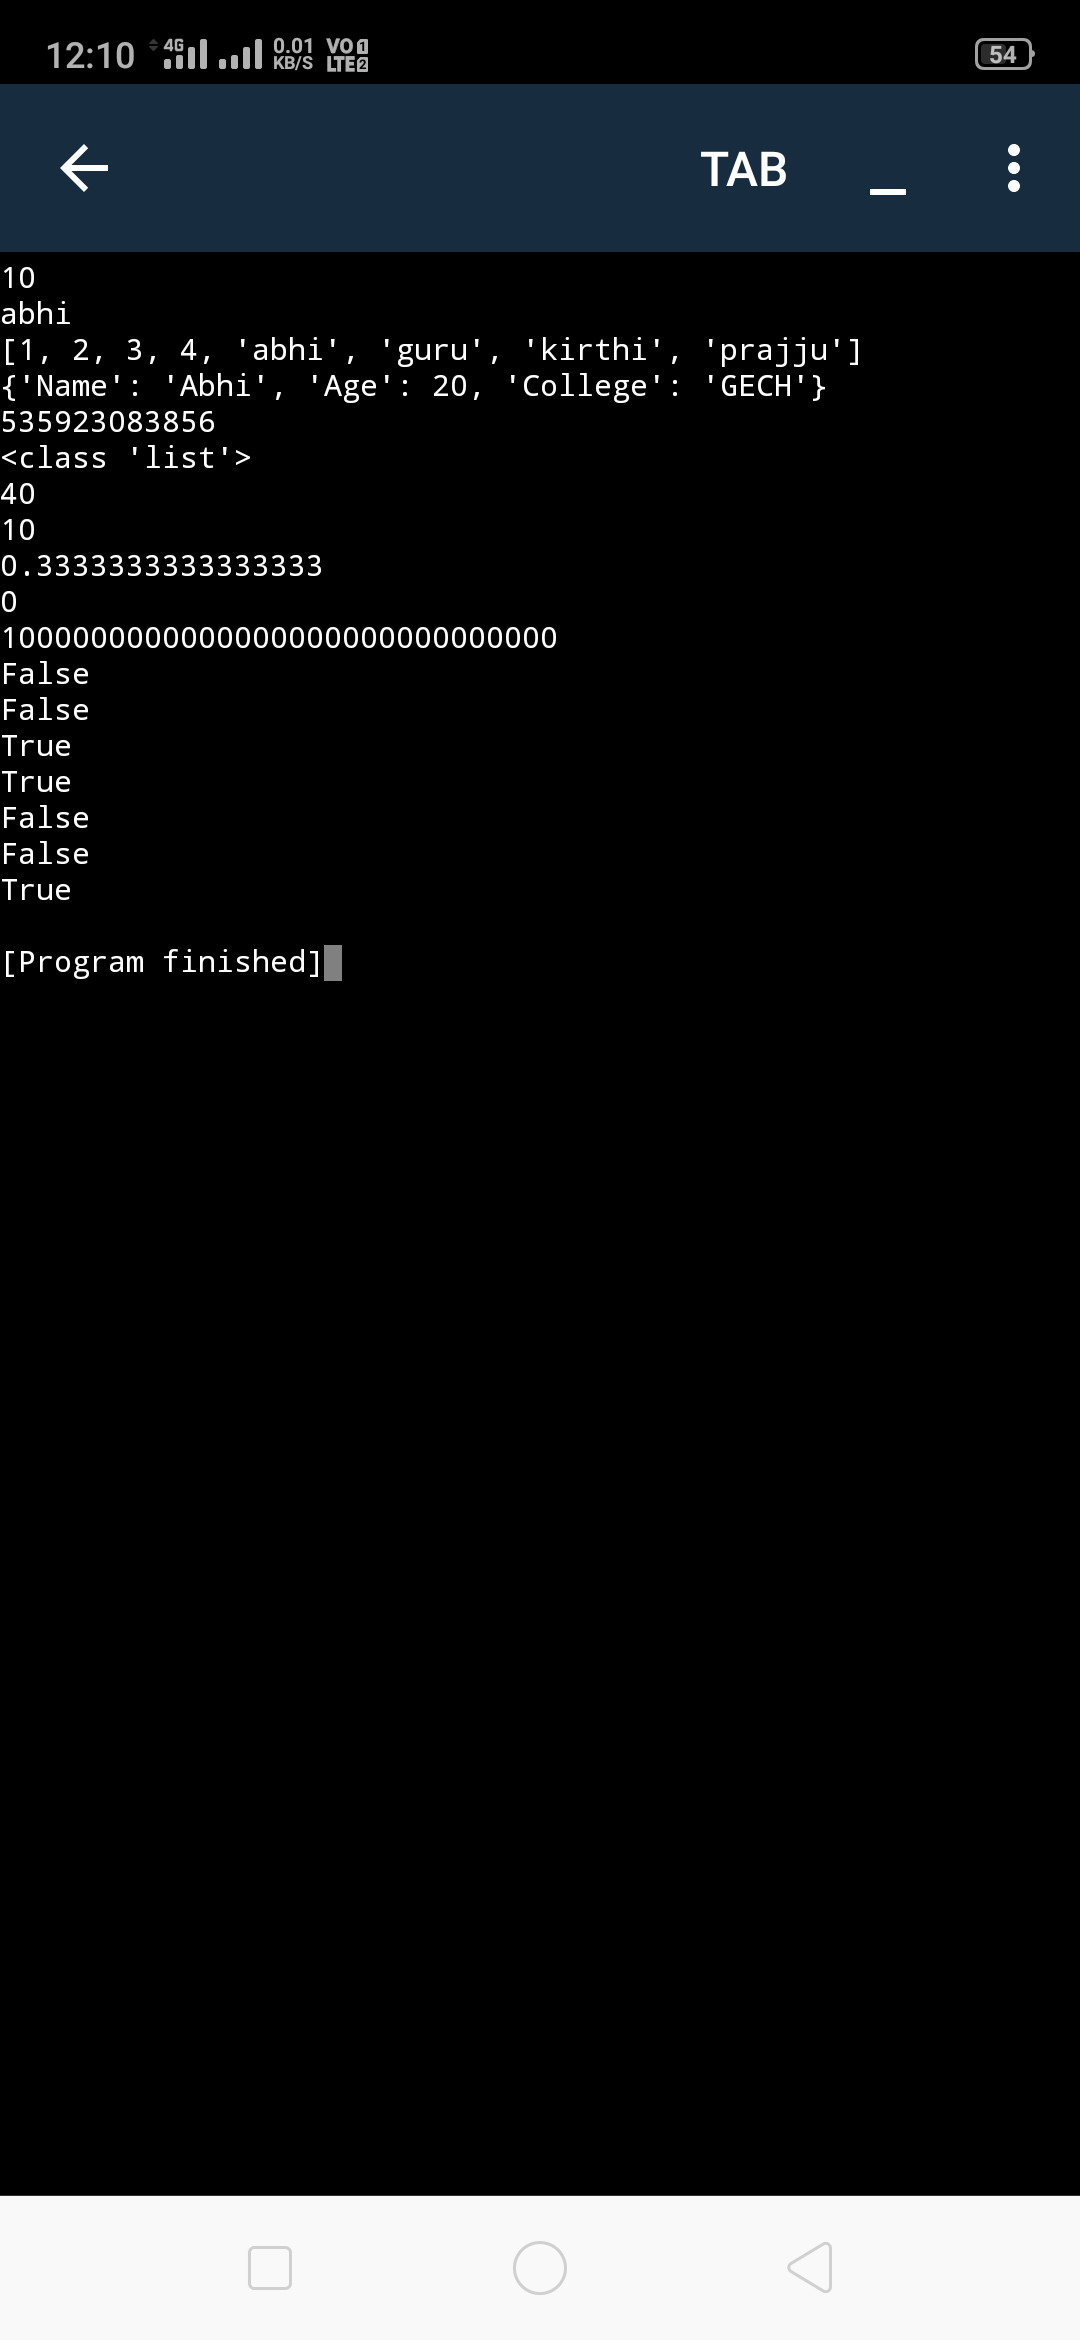 12:10 4G 0.01 KB/S VO 1 LTE 2 54
TAB
10
abhi
[1, 2, 3, 4, 'abhi', 'guru', 'kirthi', 'prajju']
{'Name': 'Abhi', 'Age': 20, 'College': 'GECH'}
535923083856
<class 'list'>
40
10
0.3333333333333333
0
1000000000000000000000000000000
False
False
True
True
False
False
True
[Program finished]